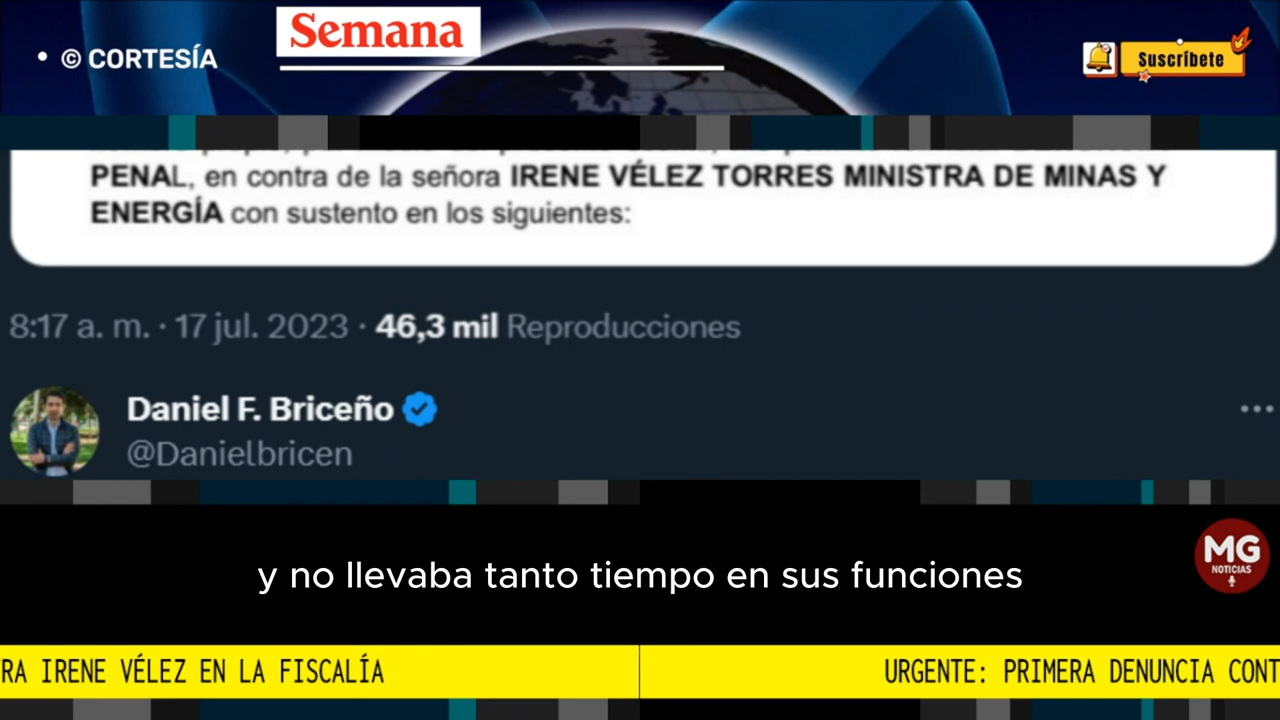 • © CORTESÍA
Semana
Suscríbete
PENAL, en contra de la señora IRENE VÉLEZ TORRES MINISTRA DE MINAS Y
ENERGÍA con sustento en los siguientes:
8:17 a. m. · 17 jul. 2023 · 46,3 mil Reproducciones
Daniel F. Briceño
@Danielbricen
MG
NOTICIAS
y no llevaba tanto tiempo en sus funciones
RA IRENE VÉLEZ EN LA FISCALÍA
URGENTE: PRIMERA DENUNCIA CONT